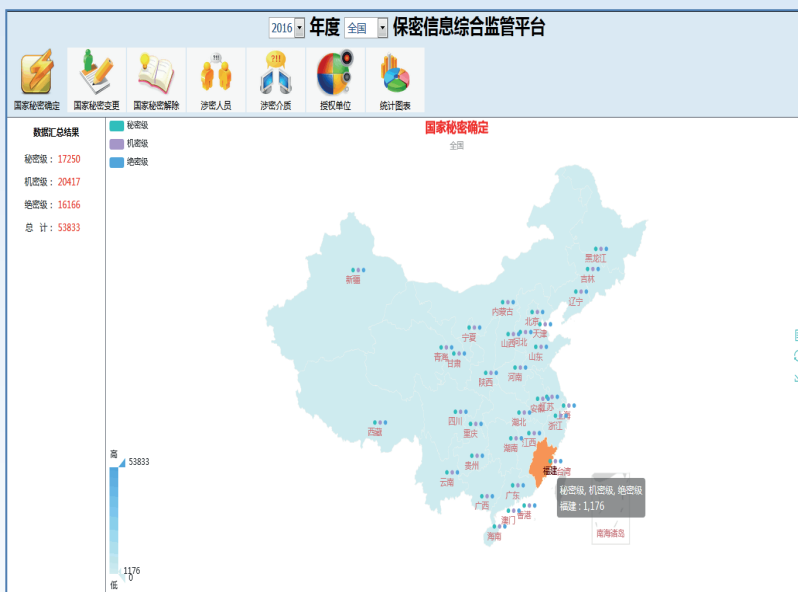 2016 年度 全国 保密信息综合监管平台
国家秘密确定 国家秘密变更 国家秘密解除 涉密人员 涉密介质 授权单位 统计图表
数据汇总结果
秘密级： 17250
机密级： 20417
绝密级： 16166
总 计： 53833
秘密级
机密级
绝密级
国家秘密确定
全国
黑龙江
新疆
吉林
辽宁
内蒙古
北京
天津
宁夏
山西
河北
青海
甘肃
山东
陕西
河南
安徽
江苏
上海
四川
湖北
浙江
西藏
重庆
湖南
江西
贵州
福建
台湾
云南
广东
广西
香港
澳门
海南
秘密级, 机密级, 绝密级
福建 : 1,176
南海诸岛
高
53833
1176
0
低